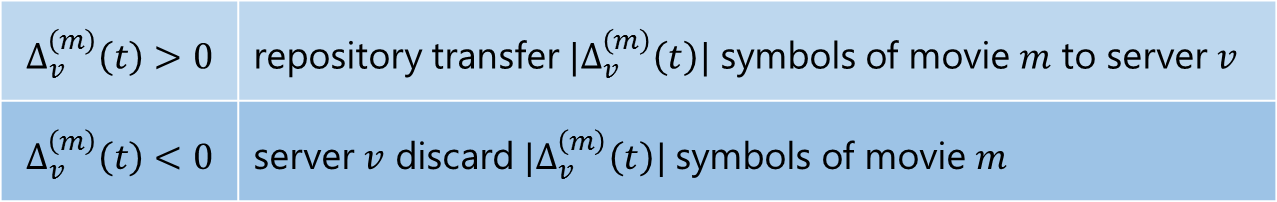 Δ_v^(m)(t) > 0 repository transfer |Δ_v^(m)(t)| symbols of movie m to server v
Δ_v^(m)(t) < 0 server v discard |Δ_v^(m)(t)| symbols of movie m